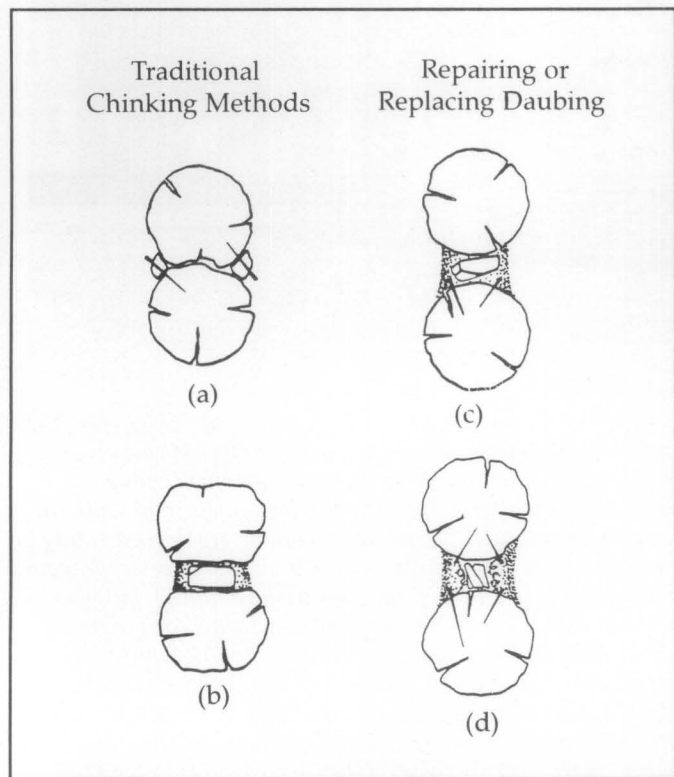 Traditional
Chinking Methods
Repairing or
Replacing Daubing
(a)
(c)
(b)
(d)